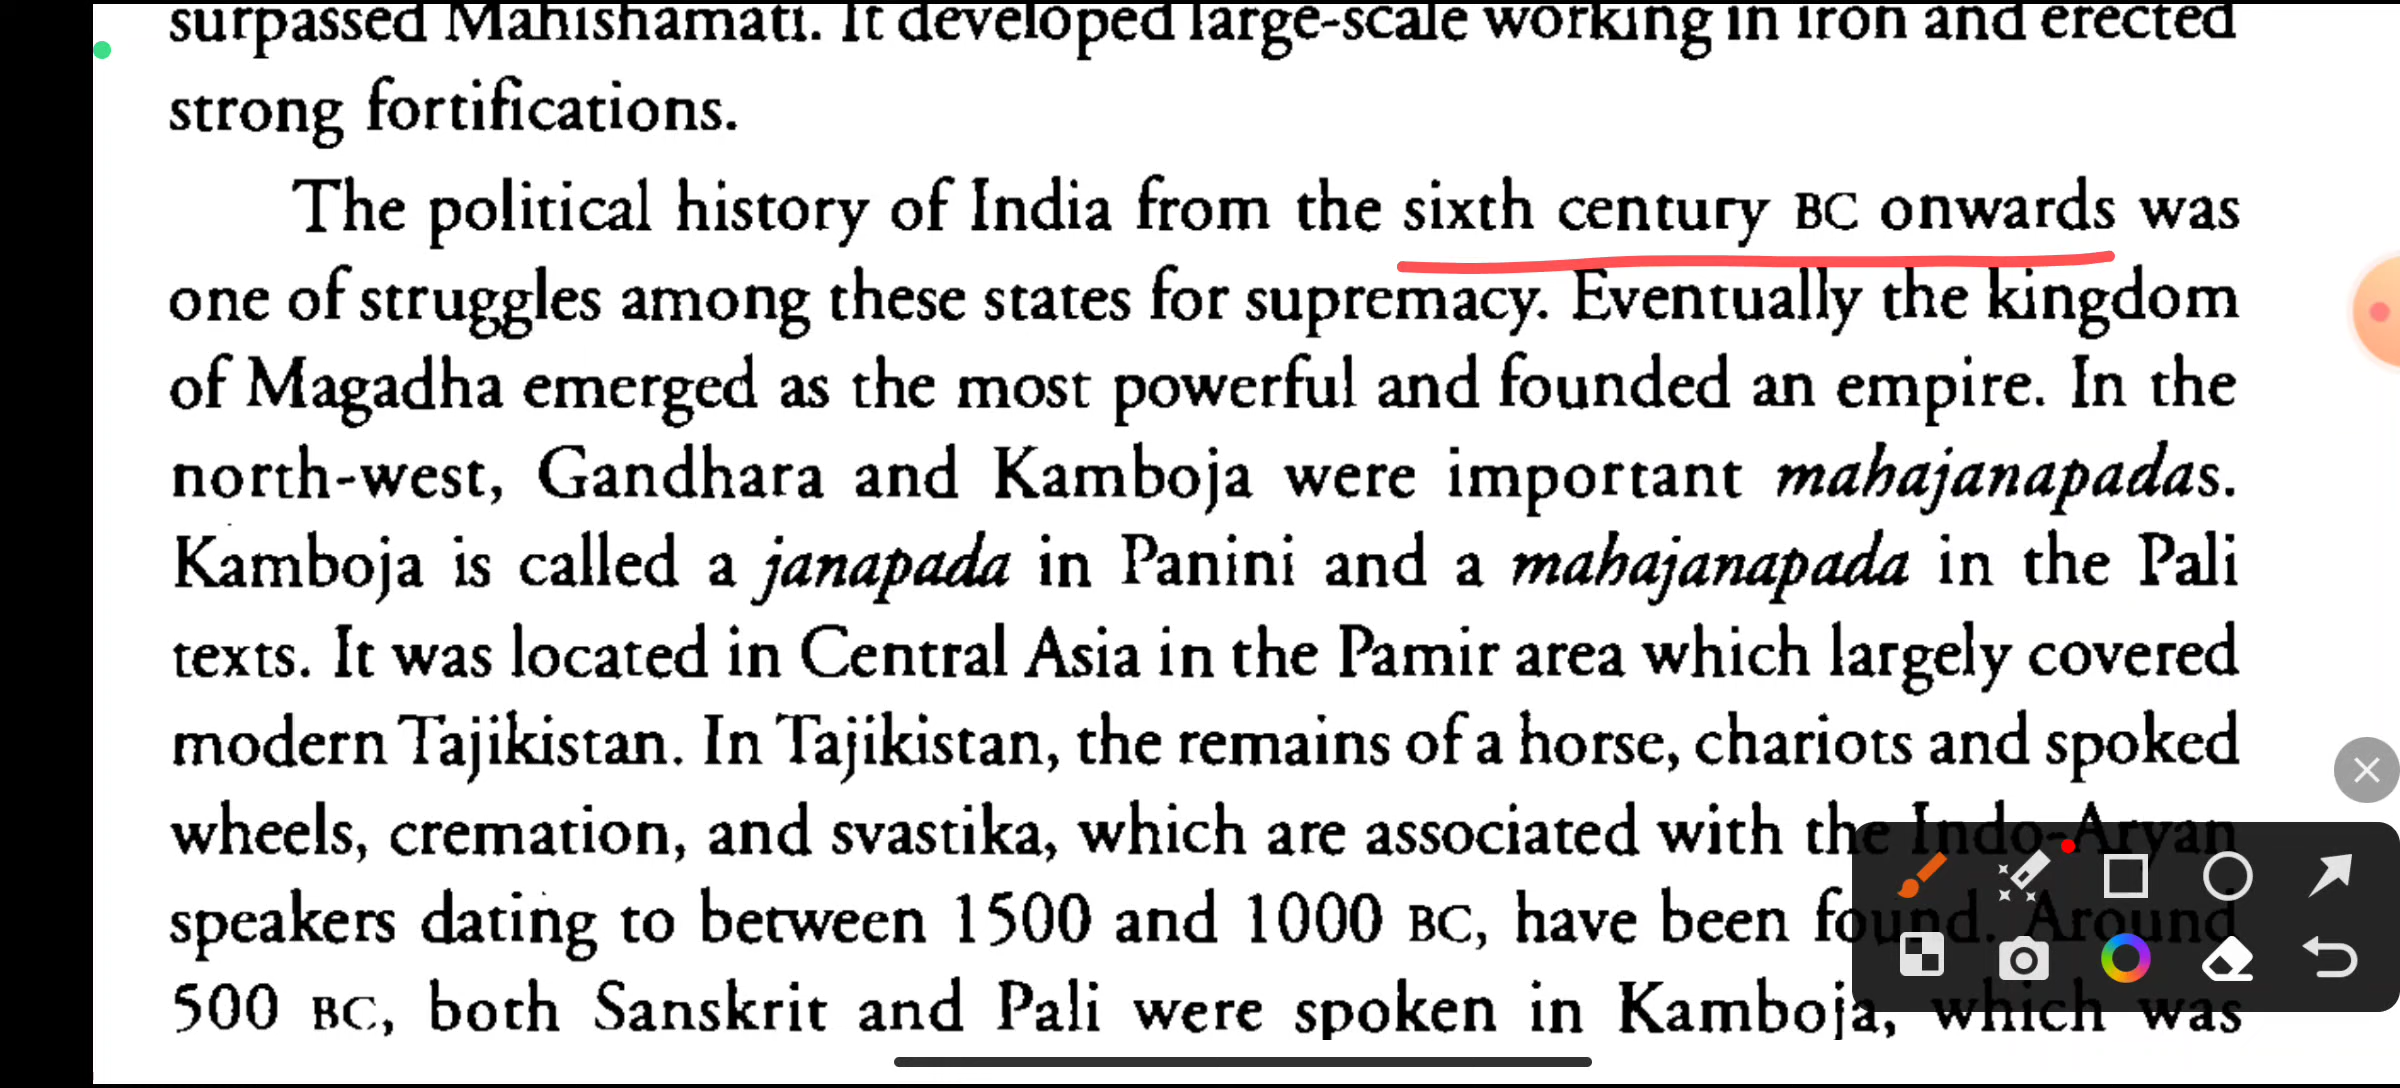 surpassed Mahishamati. It developed large-scale working in iron and erected
strong fortifications.
The political history of India from the sixth century BC onwards was
one of struggles among these states for supremacy. Eventually the kingdom
of Magadha emerged as the most powerful and founded an empire. In the
north-west, Gandhara and Kamboja were important mahajanapadas.
Kamboja is called a janapada in Panini and a mahajanapada in the Pali
texts. It was located in Central Asia in the Pamir area which largely covered
modern Tajikistan. In Tajikistan, the remains of a horse, chariots and spoked
wheels, cremation, and svastika, which are associated with the Indo-Aryan
speakers dating to between 1500 and 1000 BC, have been found. Around
500 BC, both Sanskrit and Pali were spoken in Kamboja, which was